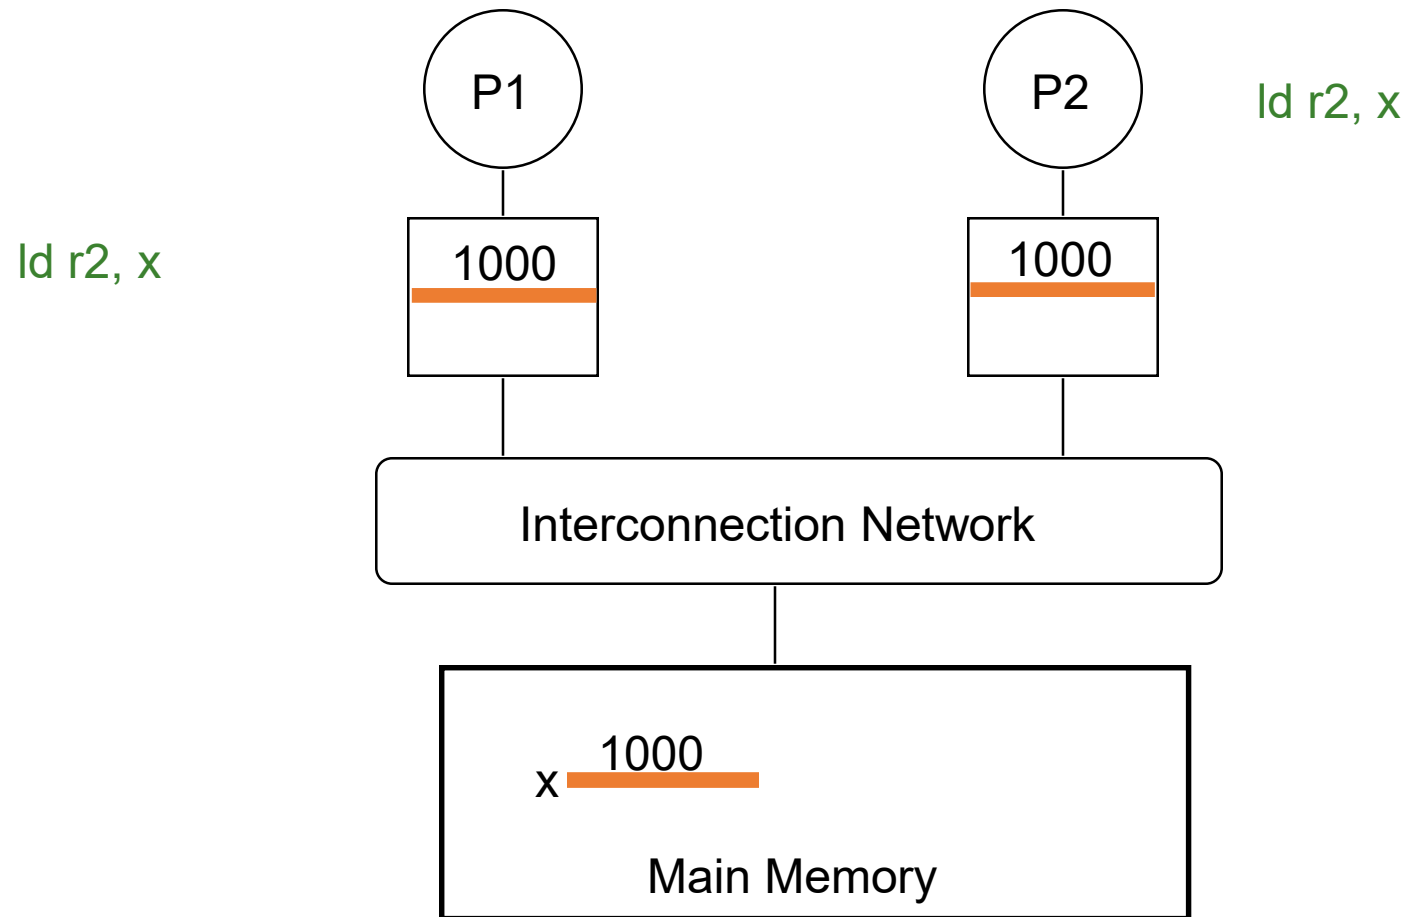 P1
P2
ld r2, x
ld r2, x
1000
1000
Interconnection Network
1000
x
Main Memory